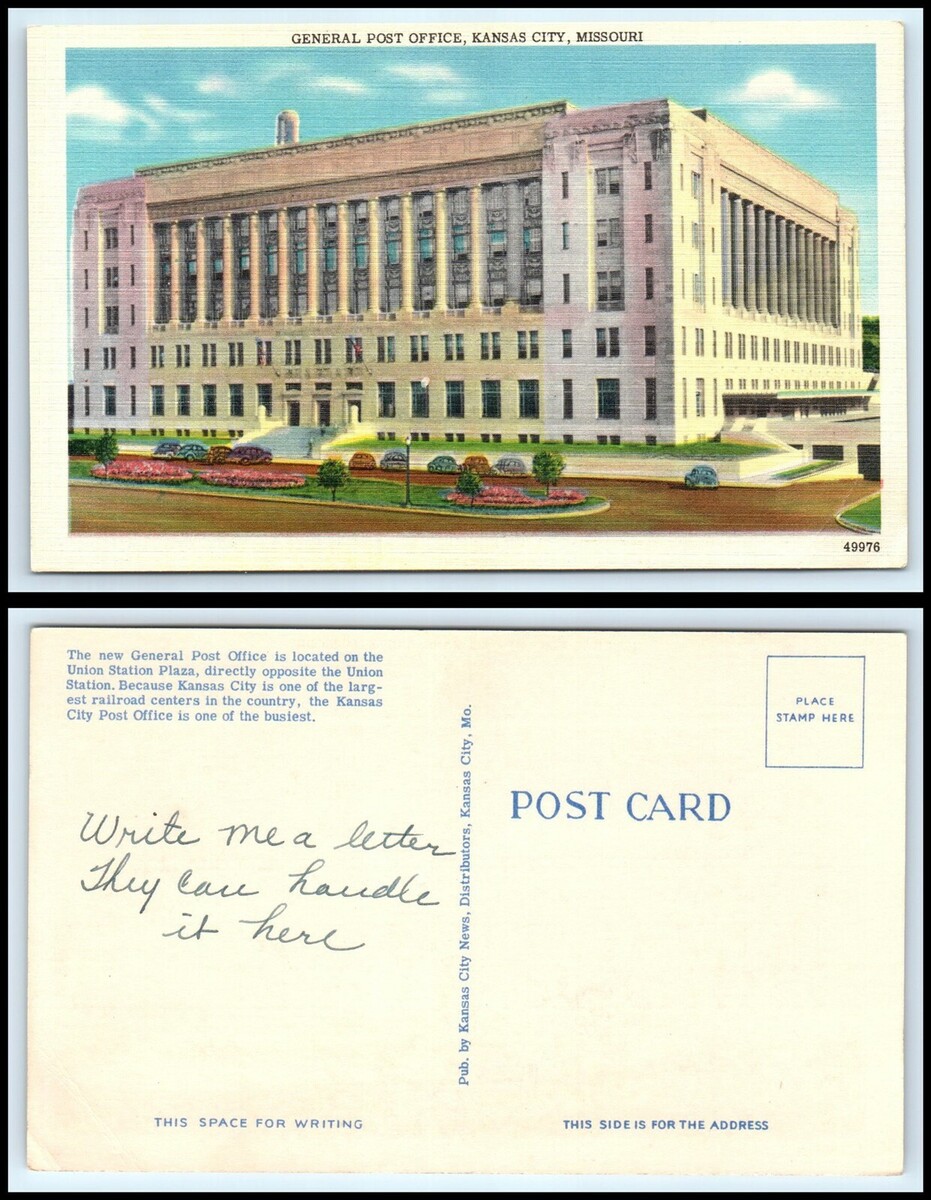 GENERAL POST OFFICE, KANSAS CITY, MISSOURI
49976
The new General Post Office is located on the
Union Station Plaza, directly opposite the Union
Station. Because Kansas City is one of the larg-
est railroad centers in the country, the Kansas
City Post Office is one of the busiest.
PLACE
STAMP HERE
POST CARD
Write me a letter
They can handle
it here
Pub. by Kansas City News, Distributors, Kansas City, Mo.
THIS SPACE FOR WRITING
THIS SIDE IS FOR THE ADDRESS